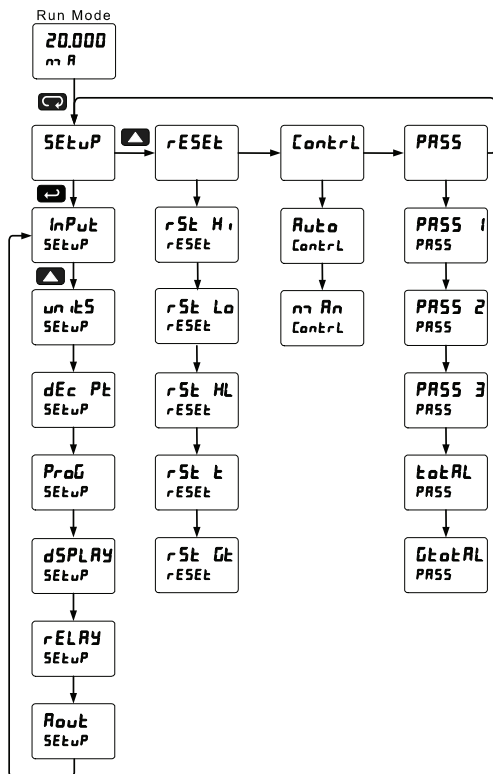 Run Mode
20.000
mA
SEtuP
rESEt
ContrL
PASS
InPut
SEtuP
rSt Hi
rESEt
Auto
ContrL
PASS 1
PASS
unitS
SEtuP
rSt Lo
rESEt
mAn
ContrL
PASS 2
PASS
dEc Pt
SEtuP
rSt HL
rESEt
PASS 3
PASS
ProG
SEtuP
rSt t
rESEt
totAL
PASS
dSPLAY
SEtuP
rSt Gt
rESEt
GtotAL
PASS
rELAY
SEtuP
Aout
SEtuP